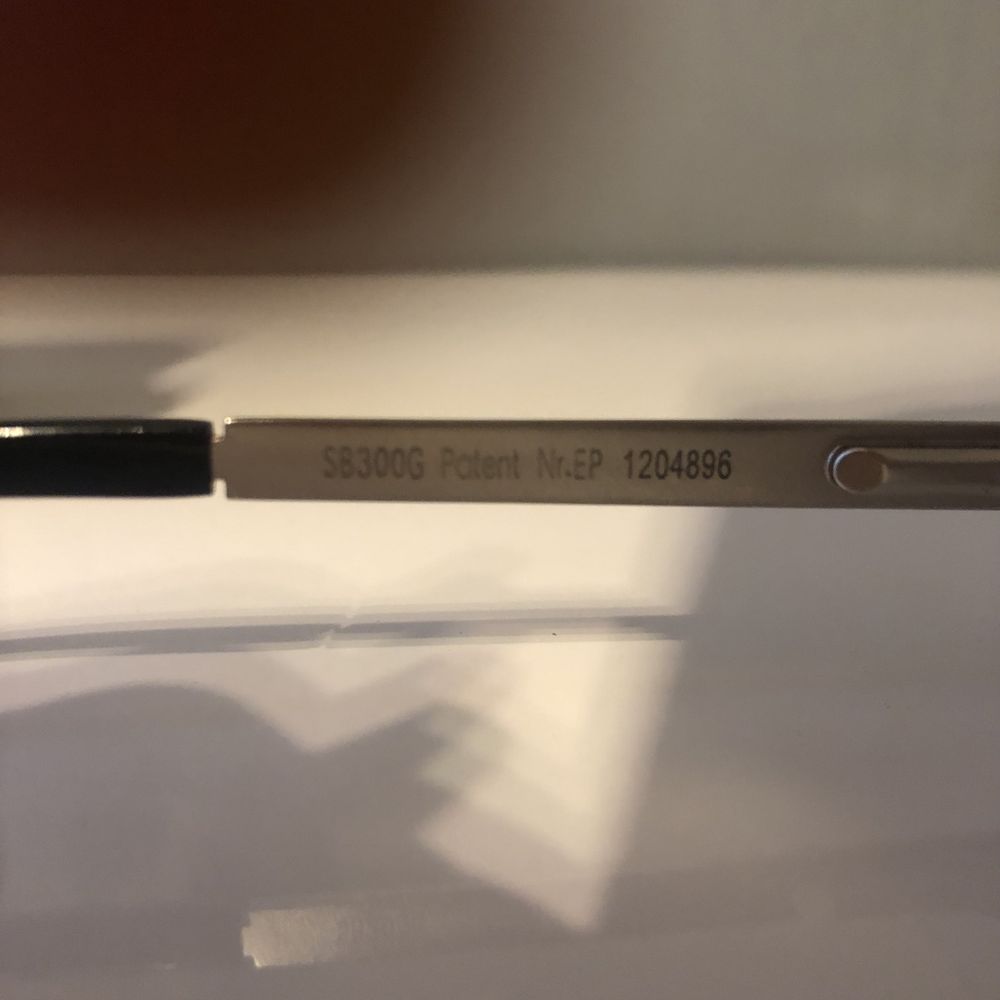 SB300G Patent Nr.EP 1204896